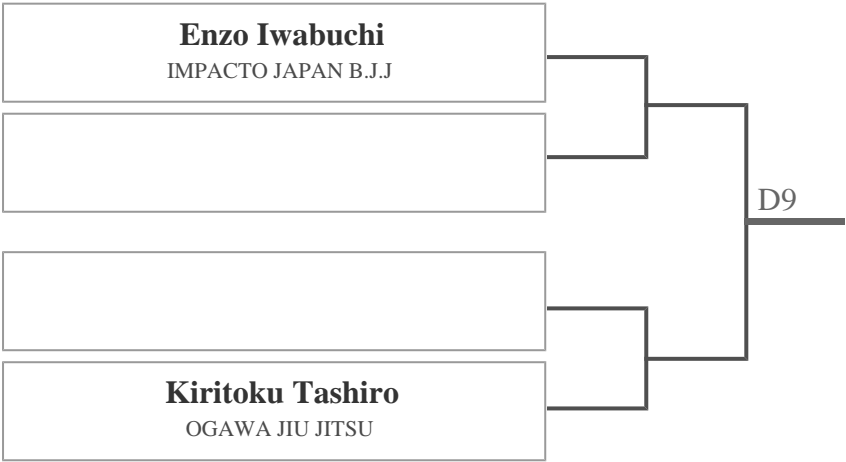 Enzo Iwabuchi
IMPACTO JAPAN B.J.J
D9
Kiritoku Tashiro
OGAWA JIU JITSU